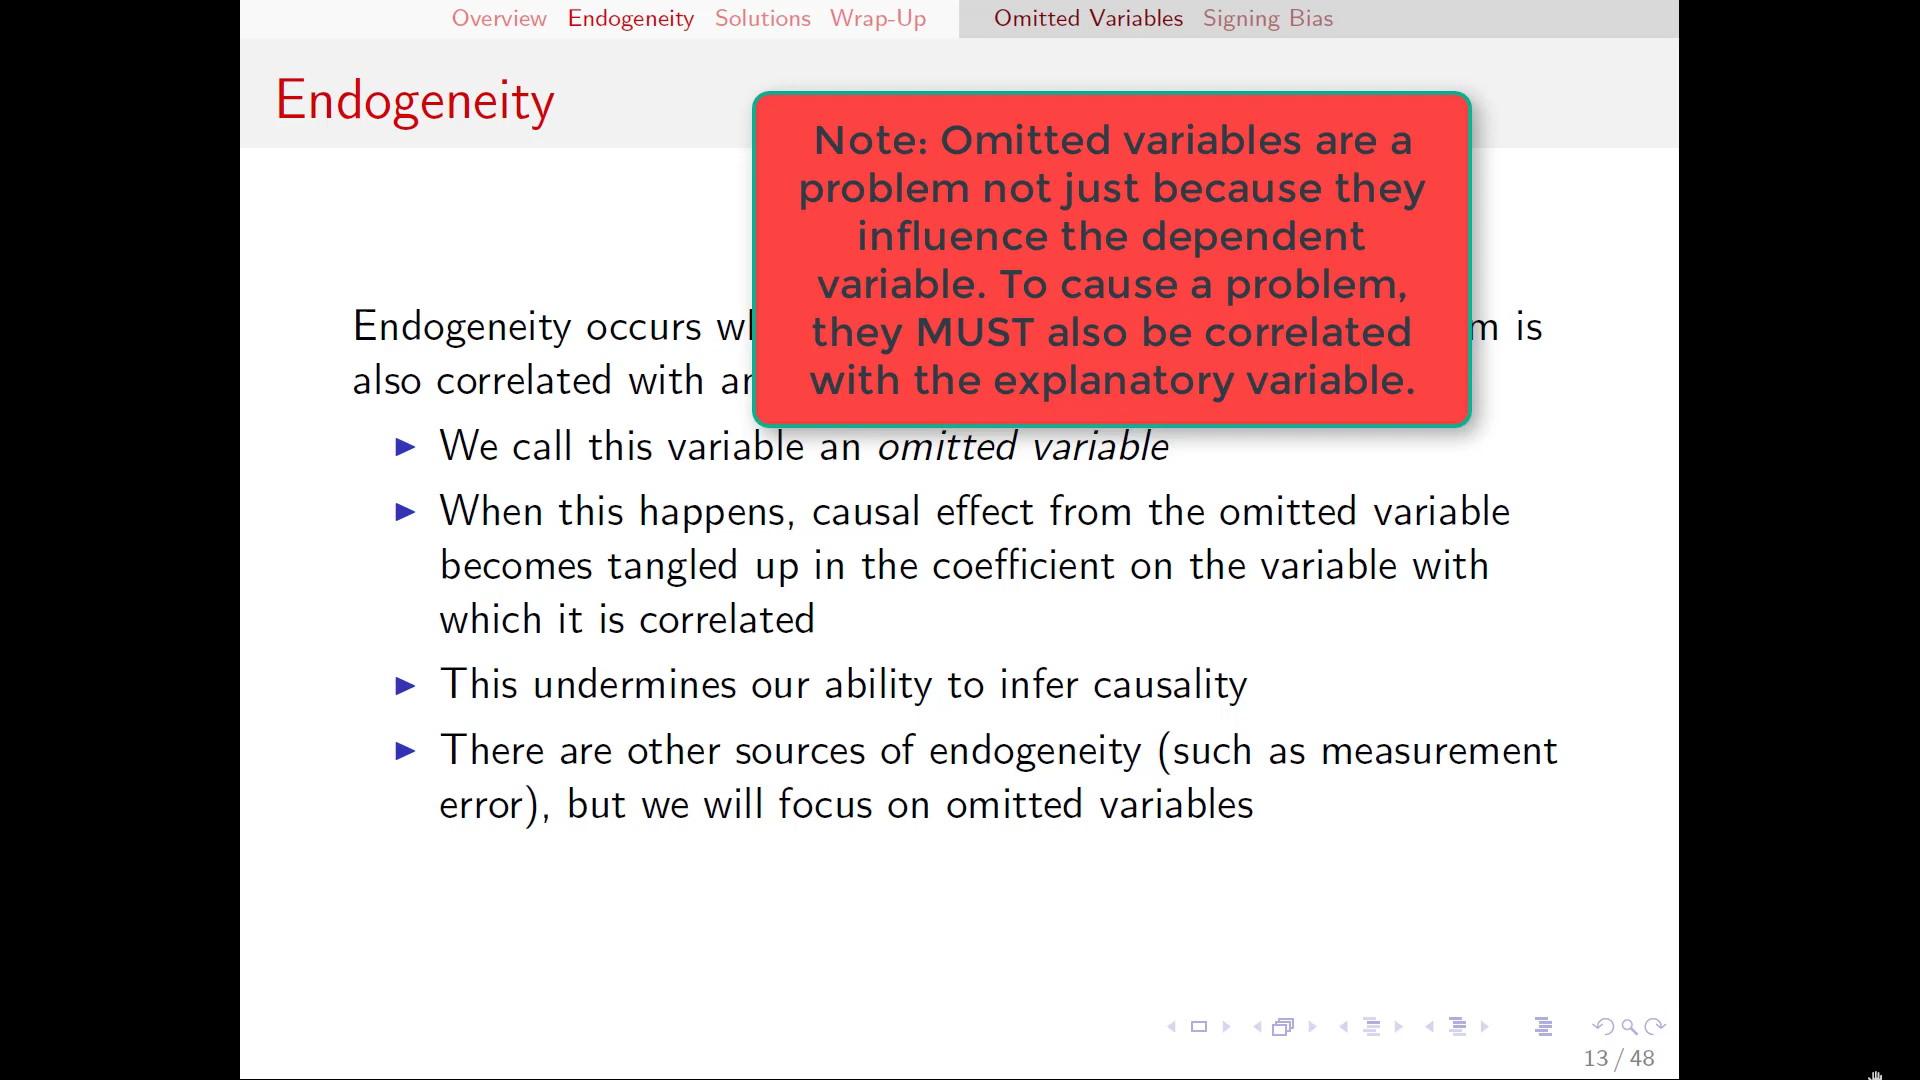 Overview Endogeneity Solutions Wrap-Up Omitted Variables Signing Bias
Endogeneity
Note: Omitted variables are a
problem not just because they
influence the dependent
variable. To cause a problem,
they MUST also be correlated
with the explanatory variable.
Endogeneity occurs is
also correlated with
We call this variable an omitted variable
When this happens, causal effect from the omitted variable
becomes tangled up in the coefficient on the variable with
which it is correlated
This undermines our ability to infer causality
There are other sources of endogeneity (such as measurement
error), but we will focus on omitted variables
13 / 48